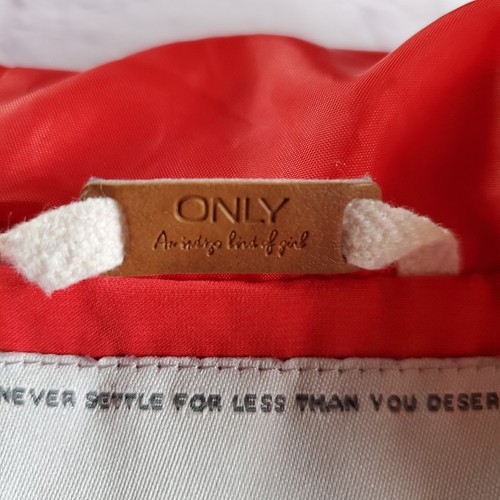 ONLY
An indigo kind of girl
NEVER SETTLE FOR LESS THAN YOU DESER